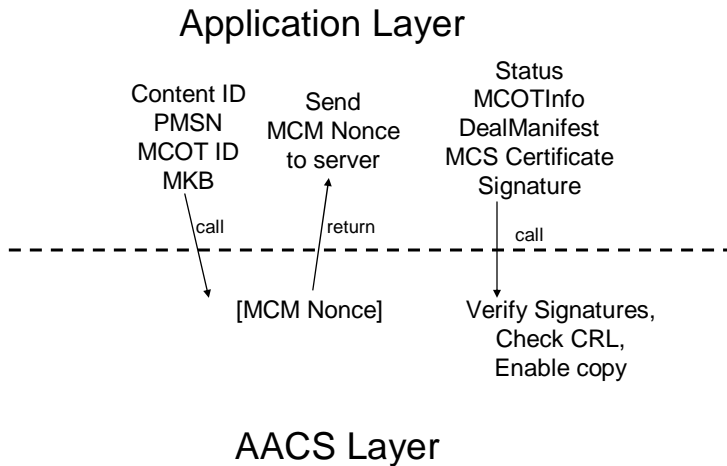 Application Layer
Content ID
PMSN
MCOT ID
MKB
Send
MCM Nonce
to server
Status
MCOTInfo
DealManifest
MCS Certificate
Signature
call
return
call
[MCM Nonce]
Verify Signatures,
Check CRL,
Enable copy
AACS Layer